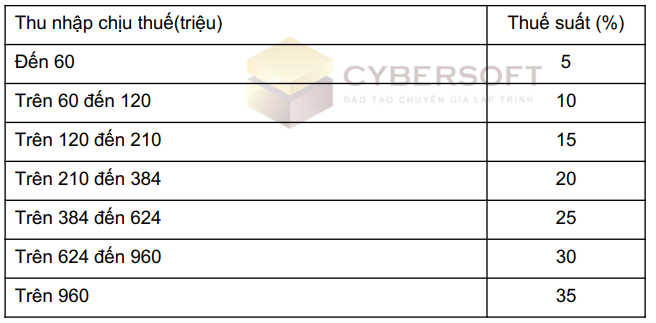 Thu nhập chịu thuế(triệu) Thuế suất (%)
Đến 60 5
CYBERSOFT
ĐÀO TẠO CHUYÊN GIA LẬP TRÌNH
Trên 60 đến 120 10
Trên 120 đến 210 15
Trên 210 đến 384 20
Trên 384 đến 624 25
Trên 624 đến 960 30
Trên 960 35